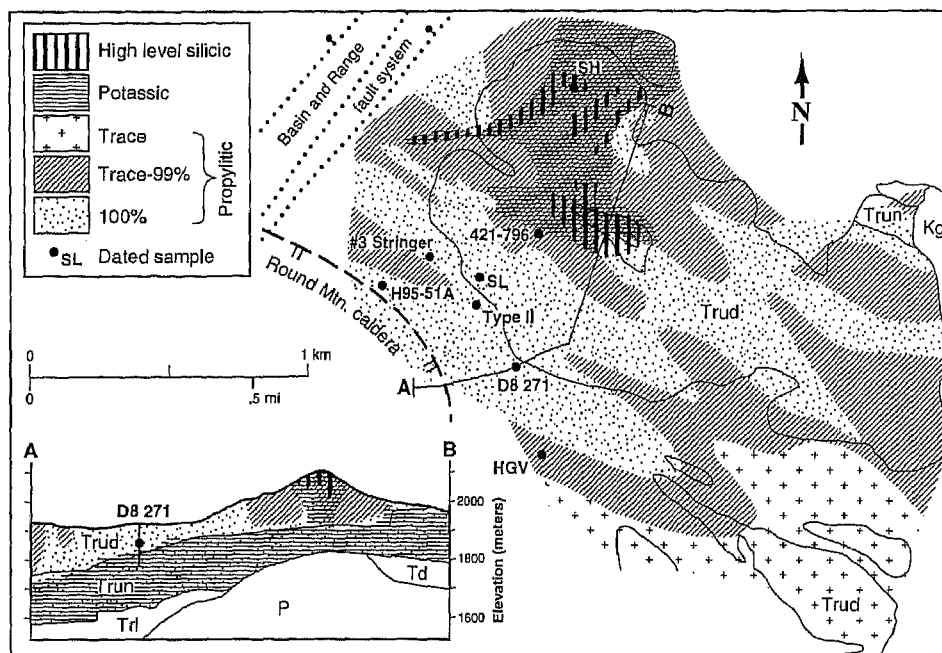 High level silicic
Potassic
Trace
Trace-99%
100%
Propylitic
SL Dated sample
Basin and Range
fault system
SH
B
N
Trun
Kg
#3 Stringer
421-796
H95-51A
SL
Type II
Trud
Round Mtn. caldera
0 1 km
0 .5 mi
A
D8 271
HGV
Trud
A B
D8 271
Trud
Trun
Trl
P
Td
2000
1800
1600
Elevation (meters)